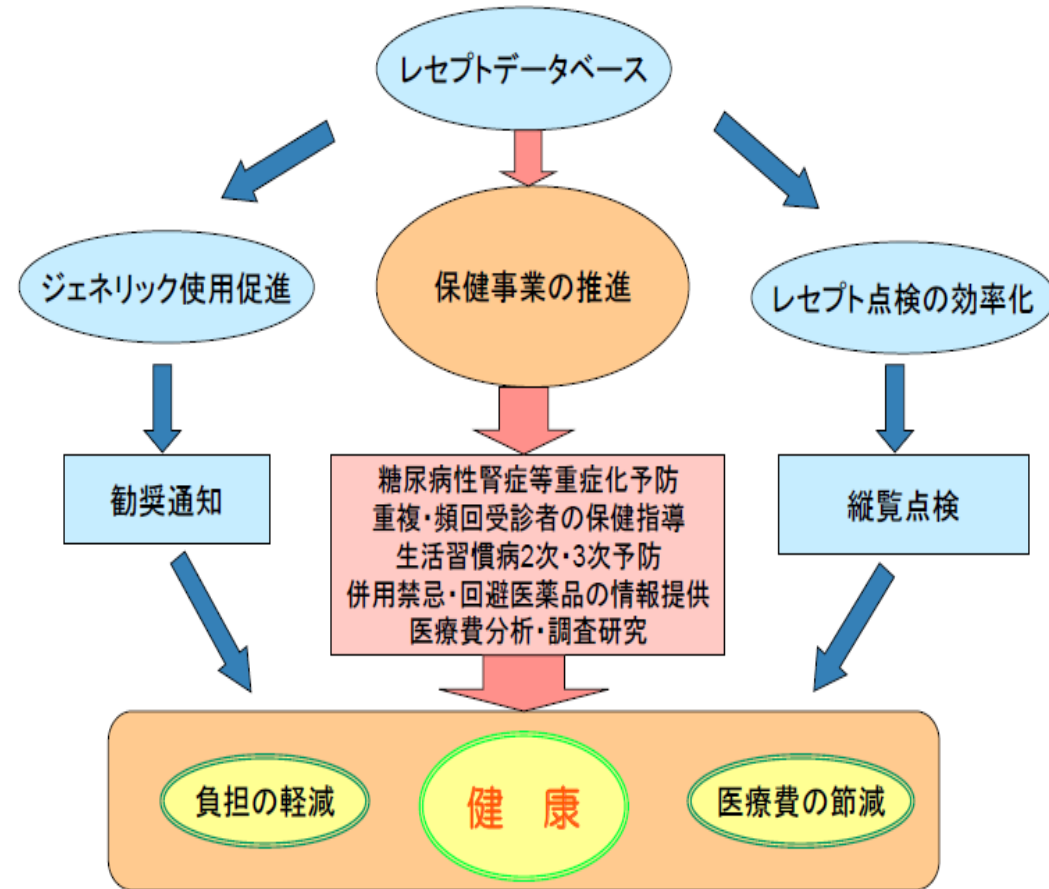 レセプトデータベース
ジェネリック使用促進
保健事業の推進
レセプト点検の効率化
勧奨通知
糖尿病性腎症等重症化予防
重複・頻回受診者の保健指導
生活習慣病2次・3次予防
併用禁忌・回避医薬品の情報提供
医療費分析・調査研究
縦覧点検
負担の軽減
健 康
医療費の節減